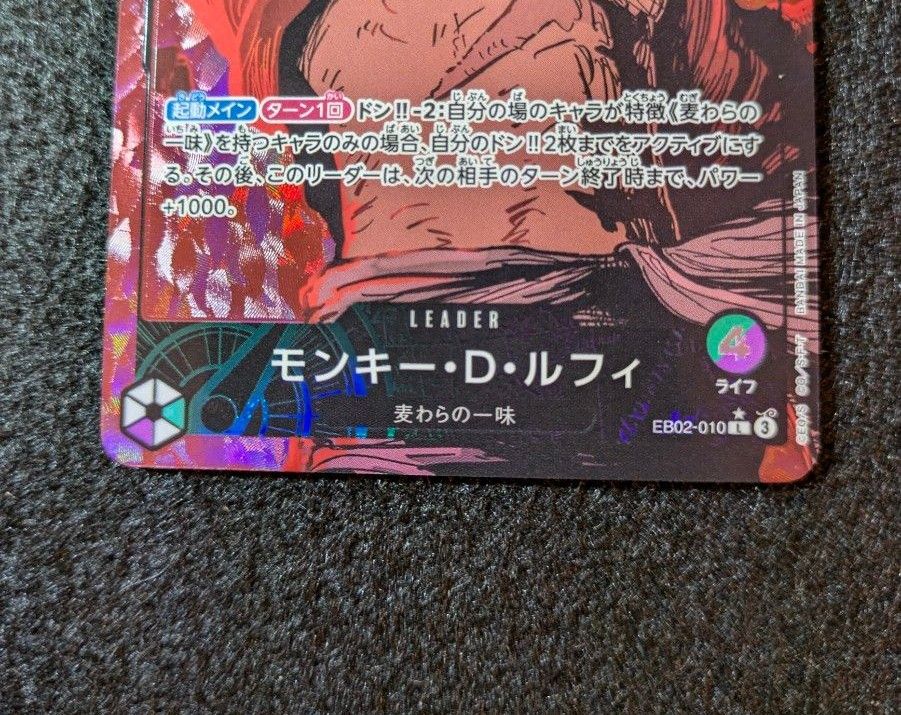 起動メイン ターン1回 ドン!!-2:自分の場のキャラが特徴《麦わらの
一味》を持つキャラのみの場合、自分のドン!!2枚までをアクティブにす
る。その後、このリーダーは、次の相手のターン終了時まで、パワー
+1000。
LEADER
モンキー・D・ルフィ
麦わらの一味
4
ライフ
EB02-010 L 3
BANDAI MADE IN JAPAN